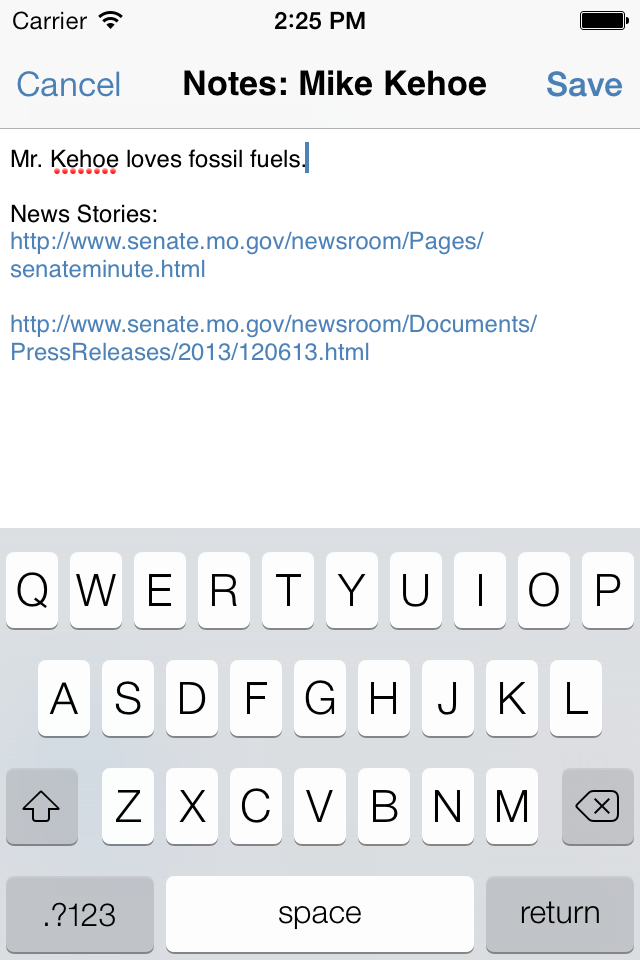 Carrier 2:25 PM
Cancel Notes: Mike Kehoe Save
Mr. Kehoe loves fossil fuels.
News Stories:
http://www.senate.mo.gov/newsroom/Pages/
senateminute.html
http://www.senate.mo.gov/newsroom/Documents/
PressReleases/2013/120613.html
Q W E R T Y U I O P
A S D F G H J K L
Z X C V B N M
.?123 space return